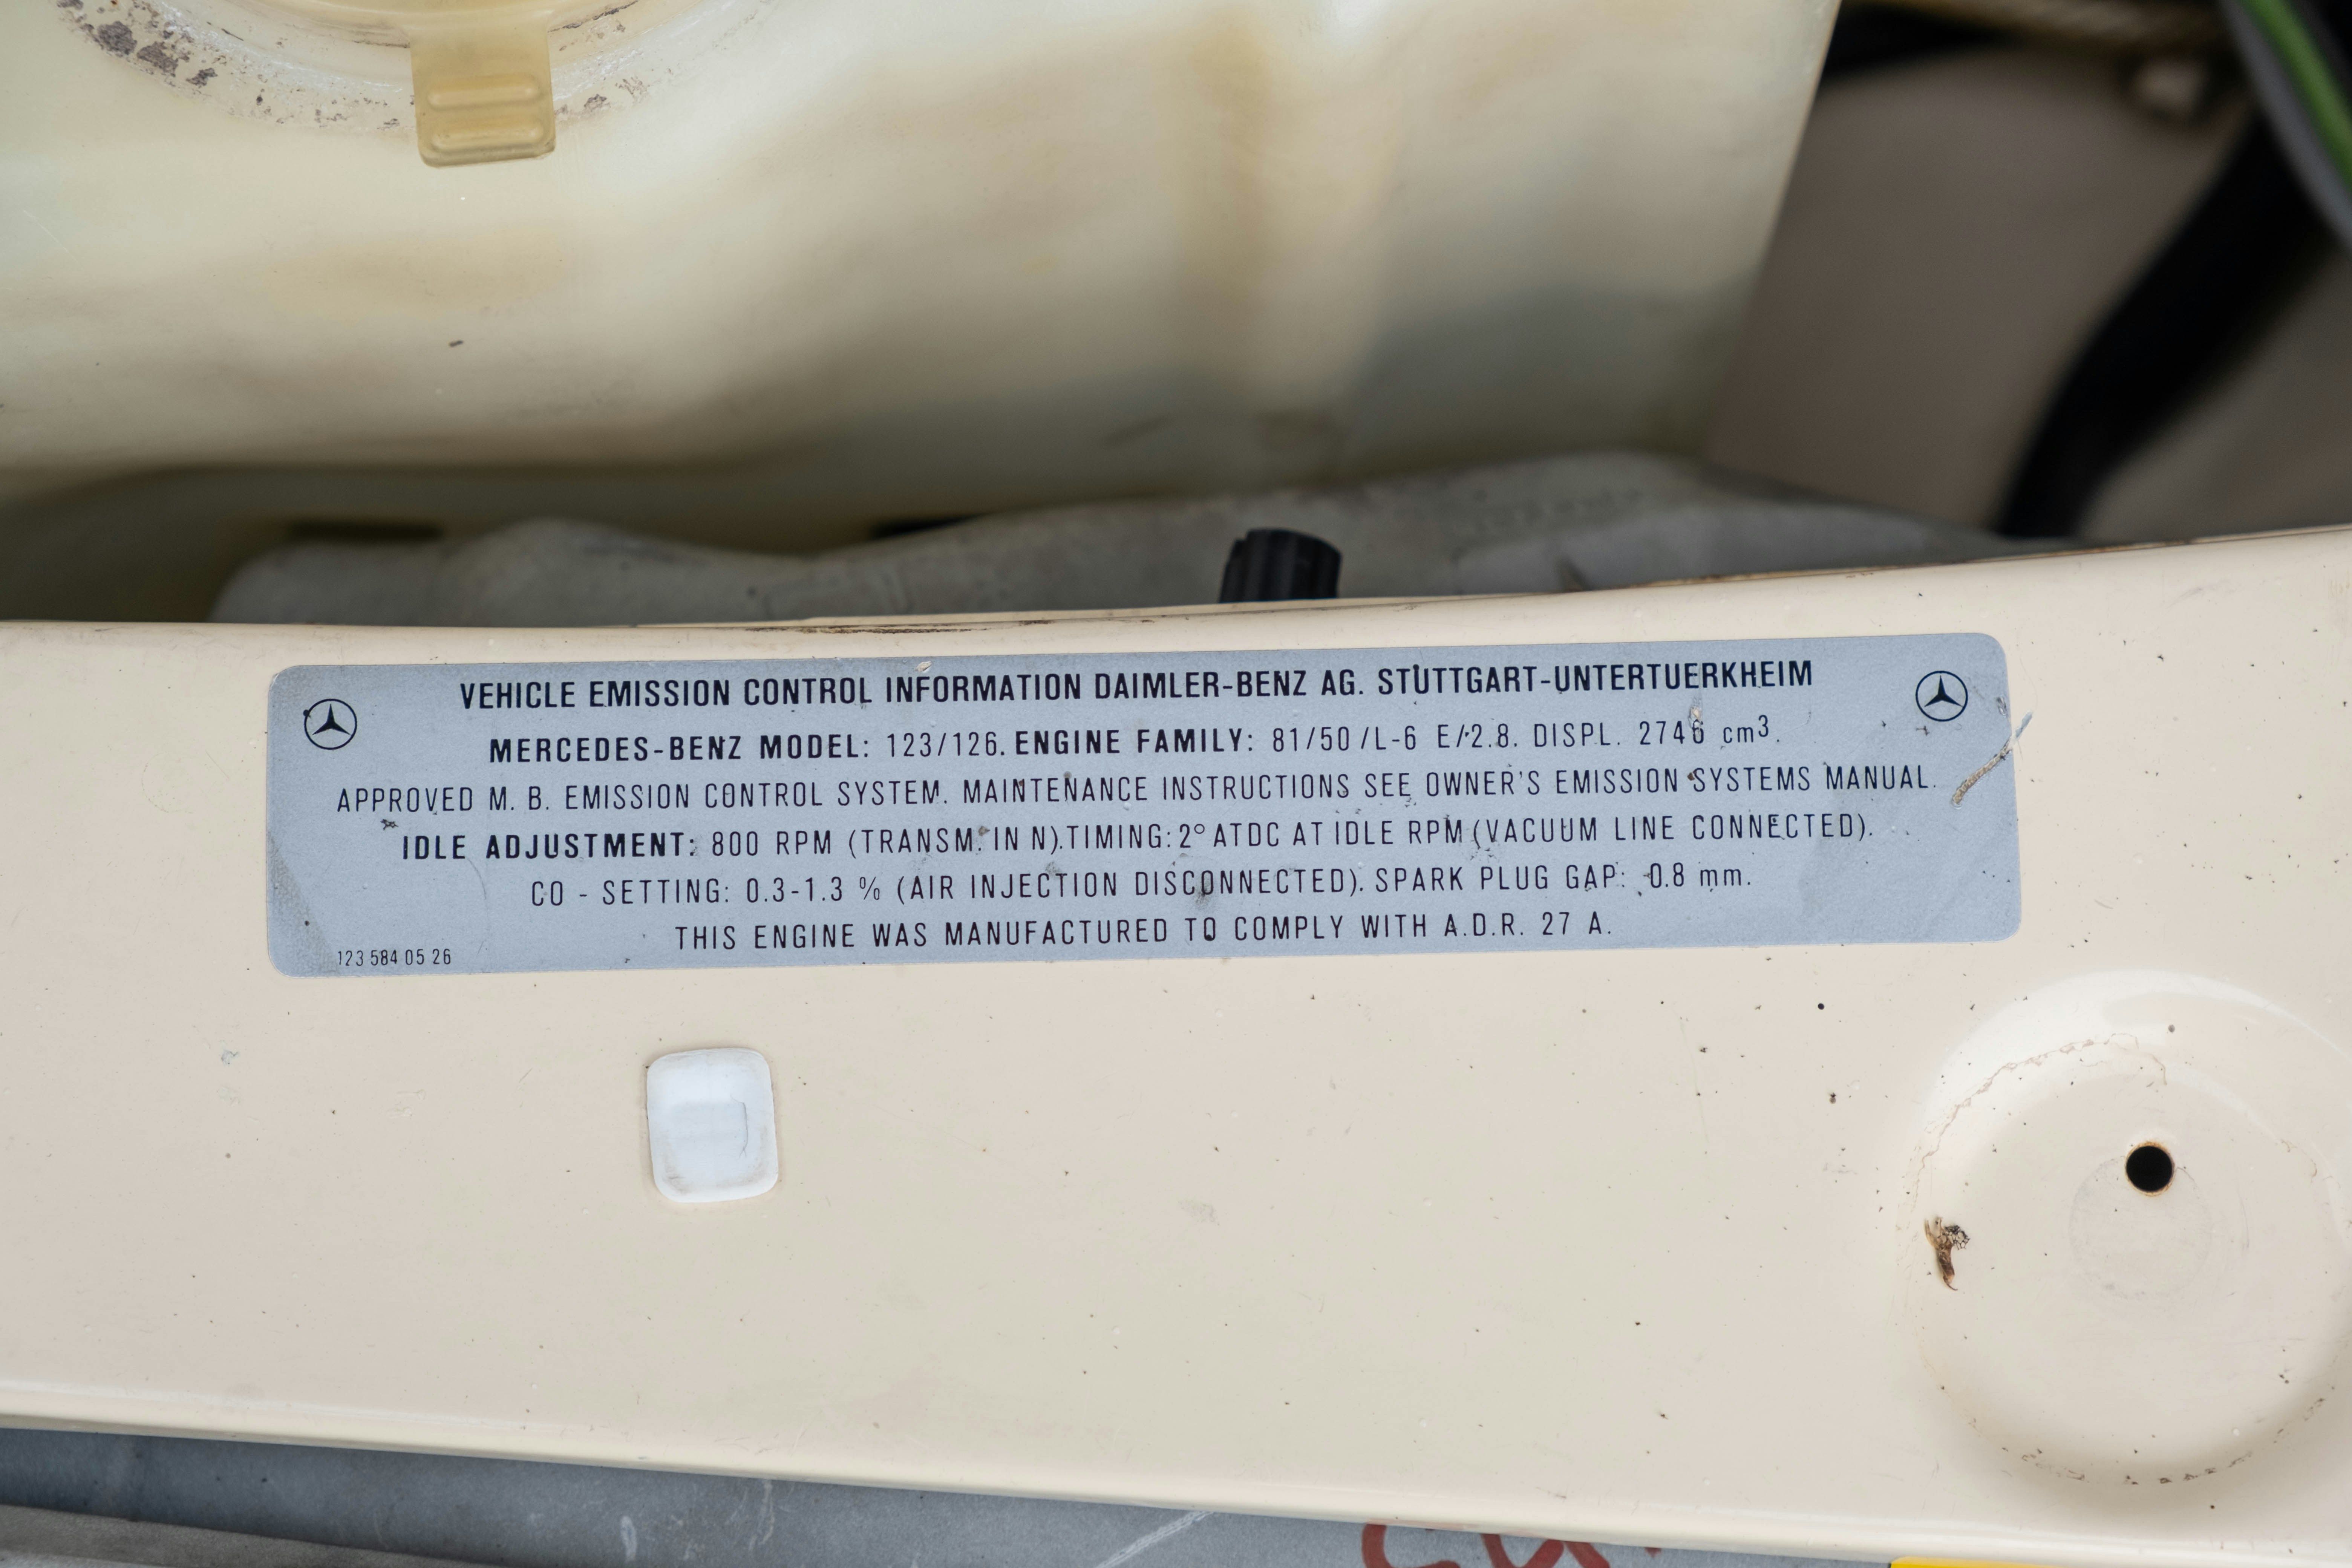 VEHICLE EMISSION CONTROL INFORMATION DAIMLER-BENZ AG. STUTTGART-UNTERTUERKHEIM
MERCEDES-BENZ MODEL: 123/126. ENGINE FAMILY: 81/50/L-6 E/2.8. DISPL. 2746 cm³.
APPROVED M. B. EMISSION CONTROL SYSTEM. MAINTENANCE INSTRUCTIONS SEE OWNER'S EMISSION SYSTEMS MANUAL.
IDLE ADJUSTMENT: 800 RPM (TRANSM. IN N). TIMING: 2° ATDC AT IDLE RPM (VACUUM LINE CONNECTED).
CO - SETTING: 0.3-1.3 % (AIR INJECTION DISCONNECTED). SPARK PLUG GAP: 0.8 mm.
THIS ENGINE WAS MANUFACTURED TO COMPLY WITH A.D.R. 27 A.
123 584 05 26